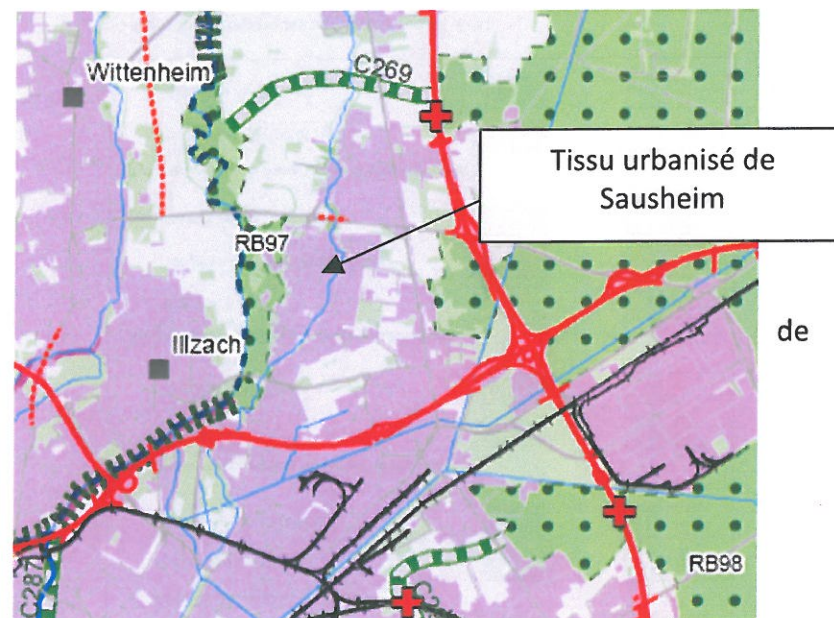 Wittenheim
C269
Tissu urbanisé de
Sausheim
RB97
Illzach
de
RB98
C287